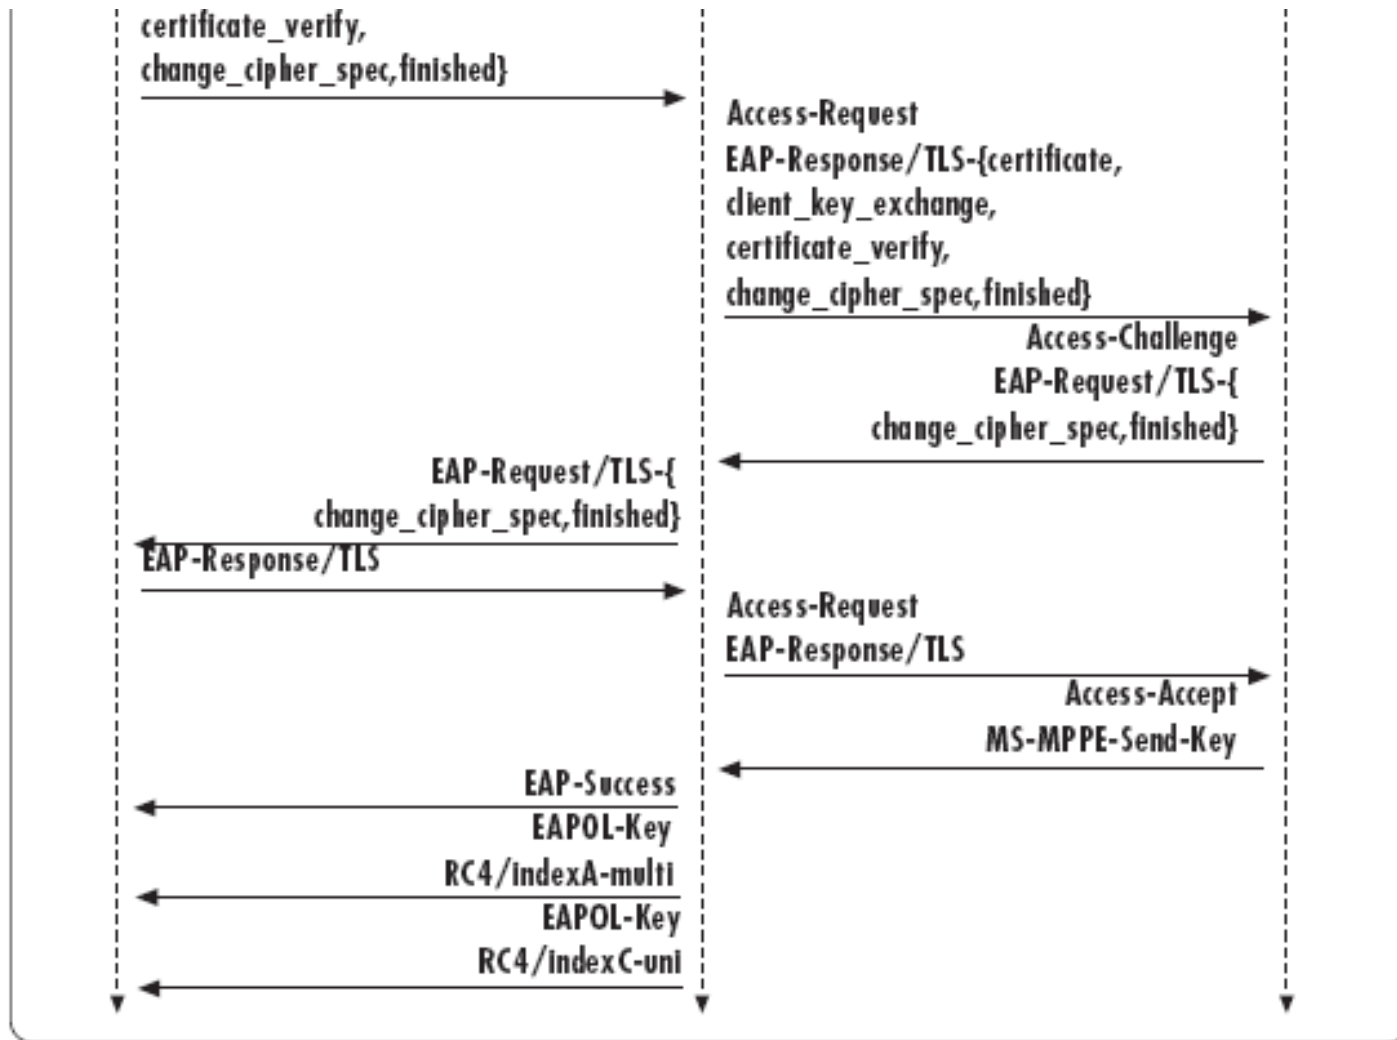 certificate_verify,
change_cipher_spec,finished}
Access-Request
EAP-Response/TLS-{certificate,
client_key_exchange,
certificate_verify,
change_cipher_spec,finished}
Access-Challenge
EAP-Request/TLS-{
change_cipher_spec,finished}
EAP-Request/TLS-{
change_cipher_spec,finished}
EAP-Response/TLS
Access-Request
EAP-Response/TLS
Access-Accept
MS-MPPE-Send-Key
EAP-Success
EAPOL-Key
RC4/indexA-multi
EAPOL-Key
RC4/indexC-uni